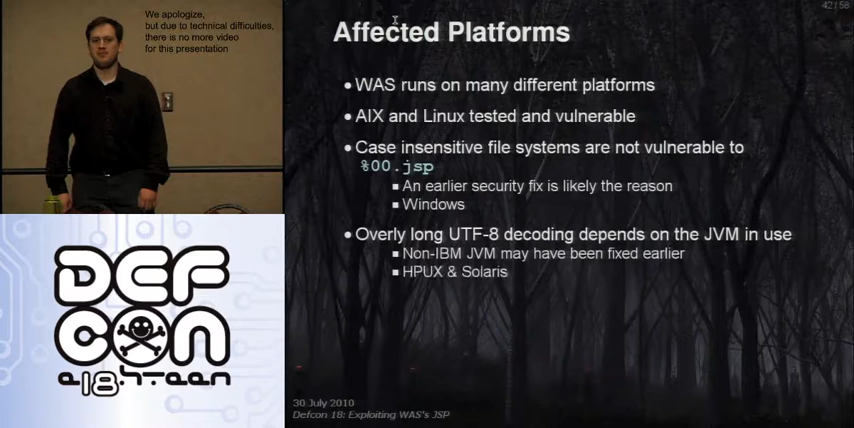 We apologize,
but due to technical difficulties,
there is no more video
for this presentation
DEF
CON
e18h-teen
42/56
Affected Platforms
WAS runs on many different platforms
AIX and Linux tested and vulnerable
Case insensitive file systems are not vulnerable to
%00.jsp
An earlier security fix is likely the reason
Windows
Overly long UTF-8 decoding depends on the JVM in use
Non-IBM JVM may have been fixed earlier
HPUX & Solaris
30 July 2010
Defcon 18: Exploiting WAS's JSP